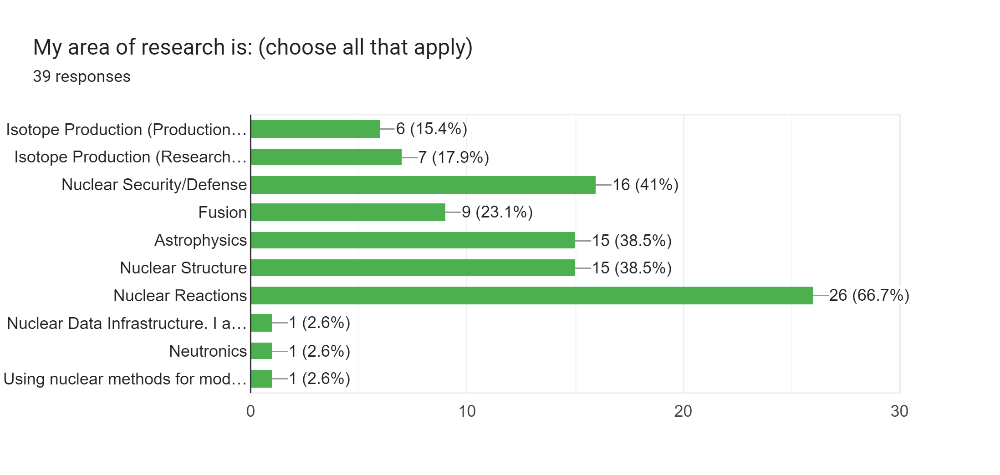 My area of research is: (choose all that apply)
39 responses
Isotope Production (Production… 6 (15.4%)
Isotope Production (Research… 7 (17.9%)
Nuclear Security/Defense 16 (41%)
Fusion 9 (23.1%)
Astrophysics 15 (38.5%)
Nuclear Structure 15 (38.5%)
Nuclear Reactions 26 (66.7%)
Nuclear Data Infrastructure. I a… 1 (2.6%)
Neutronics 1 (2.6%)
Using nuclear methods for mod… 1 (2.6%)
0 10 20 30